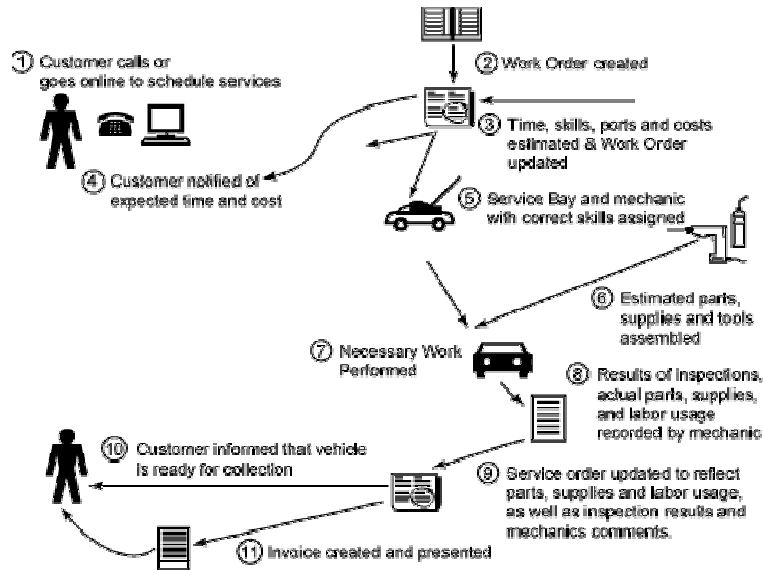 1 Customer calls or
goes online to schedule services
2 Work Order created
3 Time, skills, ports and costs
estimated & Work Order
updated
4 Customer notified of
expected time and cost
5 Service Bay and mechanic
with correct skills assigned
6 Estimated parts,
supplies and tools
assembled
7 Necessary Work
Performed
8 Results of Inspections,
actual parts, supplies,
and labor usage
recorded by mechanic
9 Service order updated to reflect
parts, supplies and labor usage,
as well as inspection results and
mechanics comments.
10 Customer informed that vehicle
is ready for collection
11 Invoice created and presented